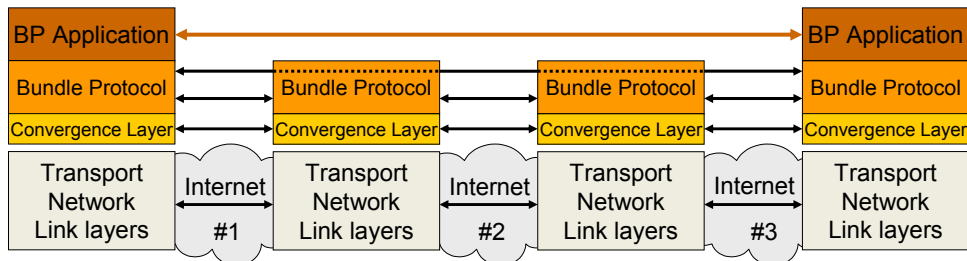 BP Application
BP Application
Bundle Protocol
Bundle Protocol
Bundle Protocol
Bundle Protocol
Convergence Layer
Convergence Layer
Convergence Layer
Convergence Layer
Transport
Network
Link layers
Internet
#1
Transport
Network
Link layers
Internet
#2
Transport
Network
Link layers
Internet
#3
Transport
Network
Link layers